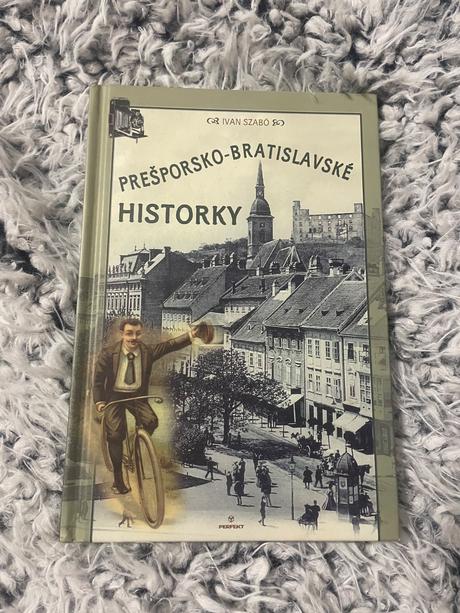 IVAN SZABÓ
PREŠPORSKO-BRATISLAVSKÉ
HISTORKY
PERFEKT